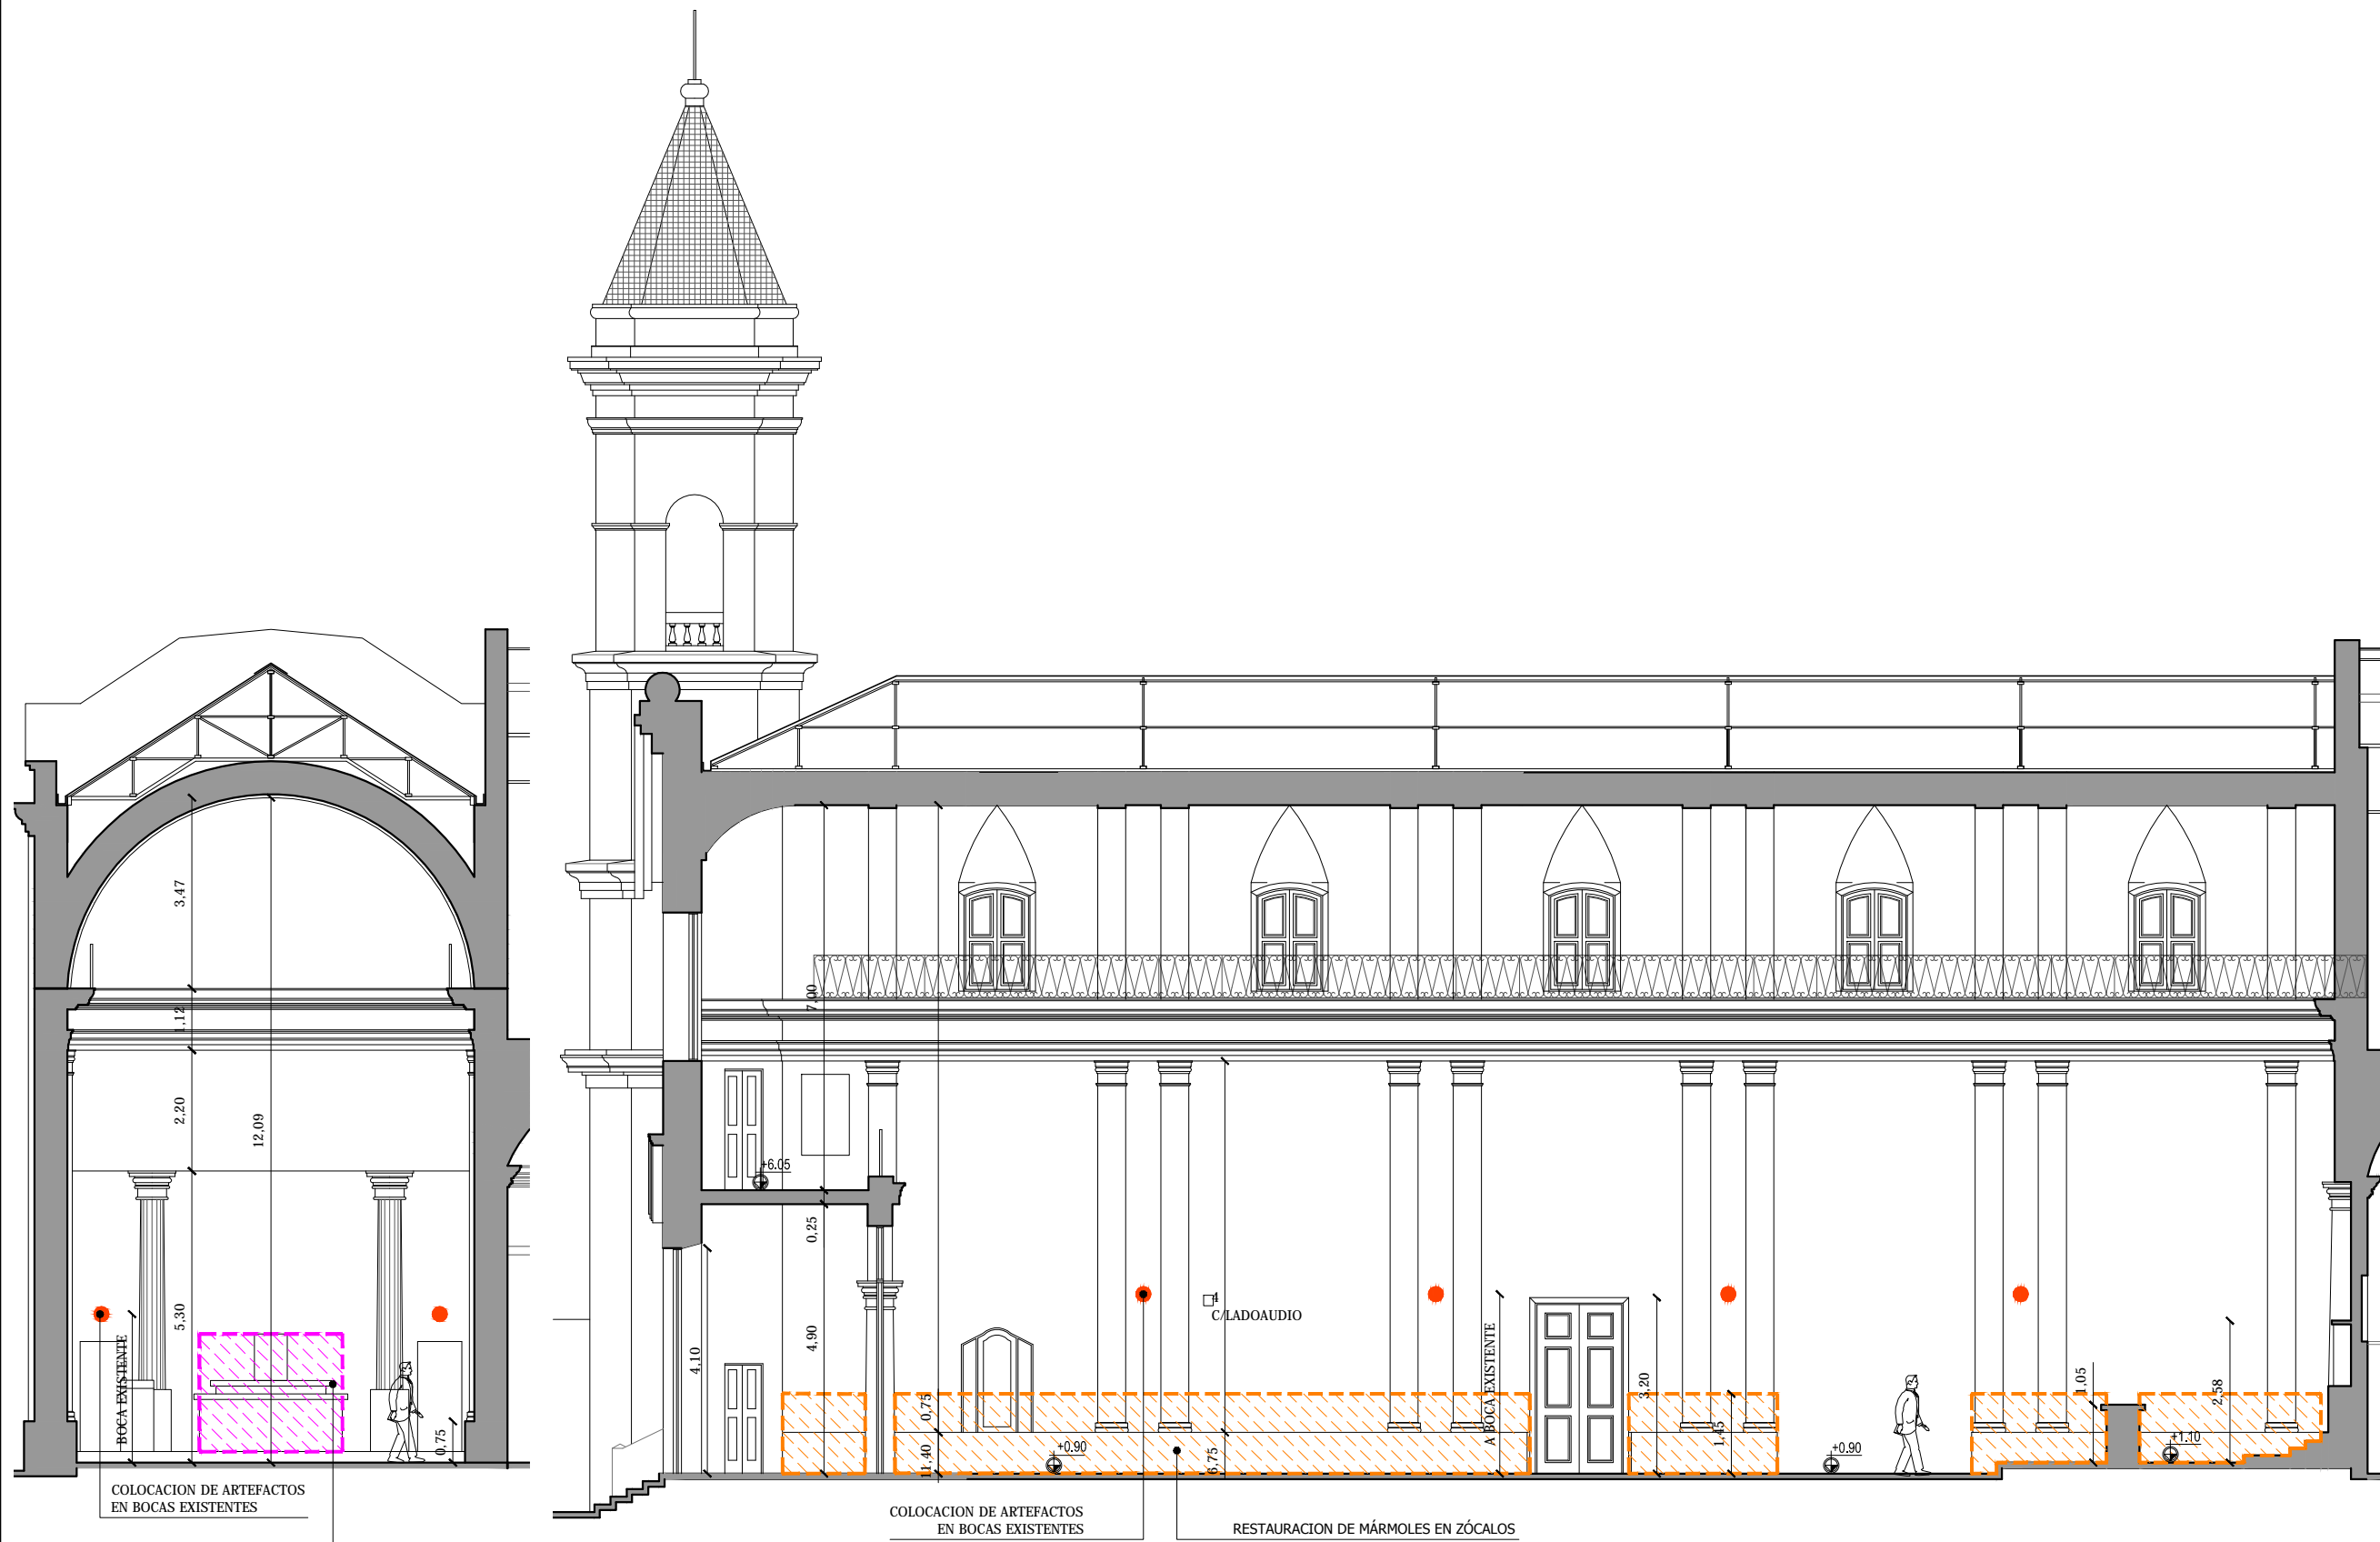 3,47
1,12
2,20
12,09
5,30
BOCA EXISTENTE
0,75
COLOCACION DE ARTEFACTOS
EN BOCAS EXISTENTES
7,00
+6.05
0,25
4,90
4,10
0,75
11,40
+0.90
6,75
4
C/LADOAUDIO
A BOCA EXISTENTE
3,20
1,45
+0.90
1,05
2,58
+1.10
COLOCACION DE ARTEFACTOS
EN BOCAS EXISTENTES
RESTAURACION DE MÁRMOLES EN ZÓCALOS